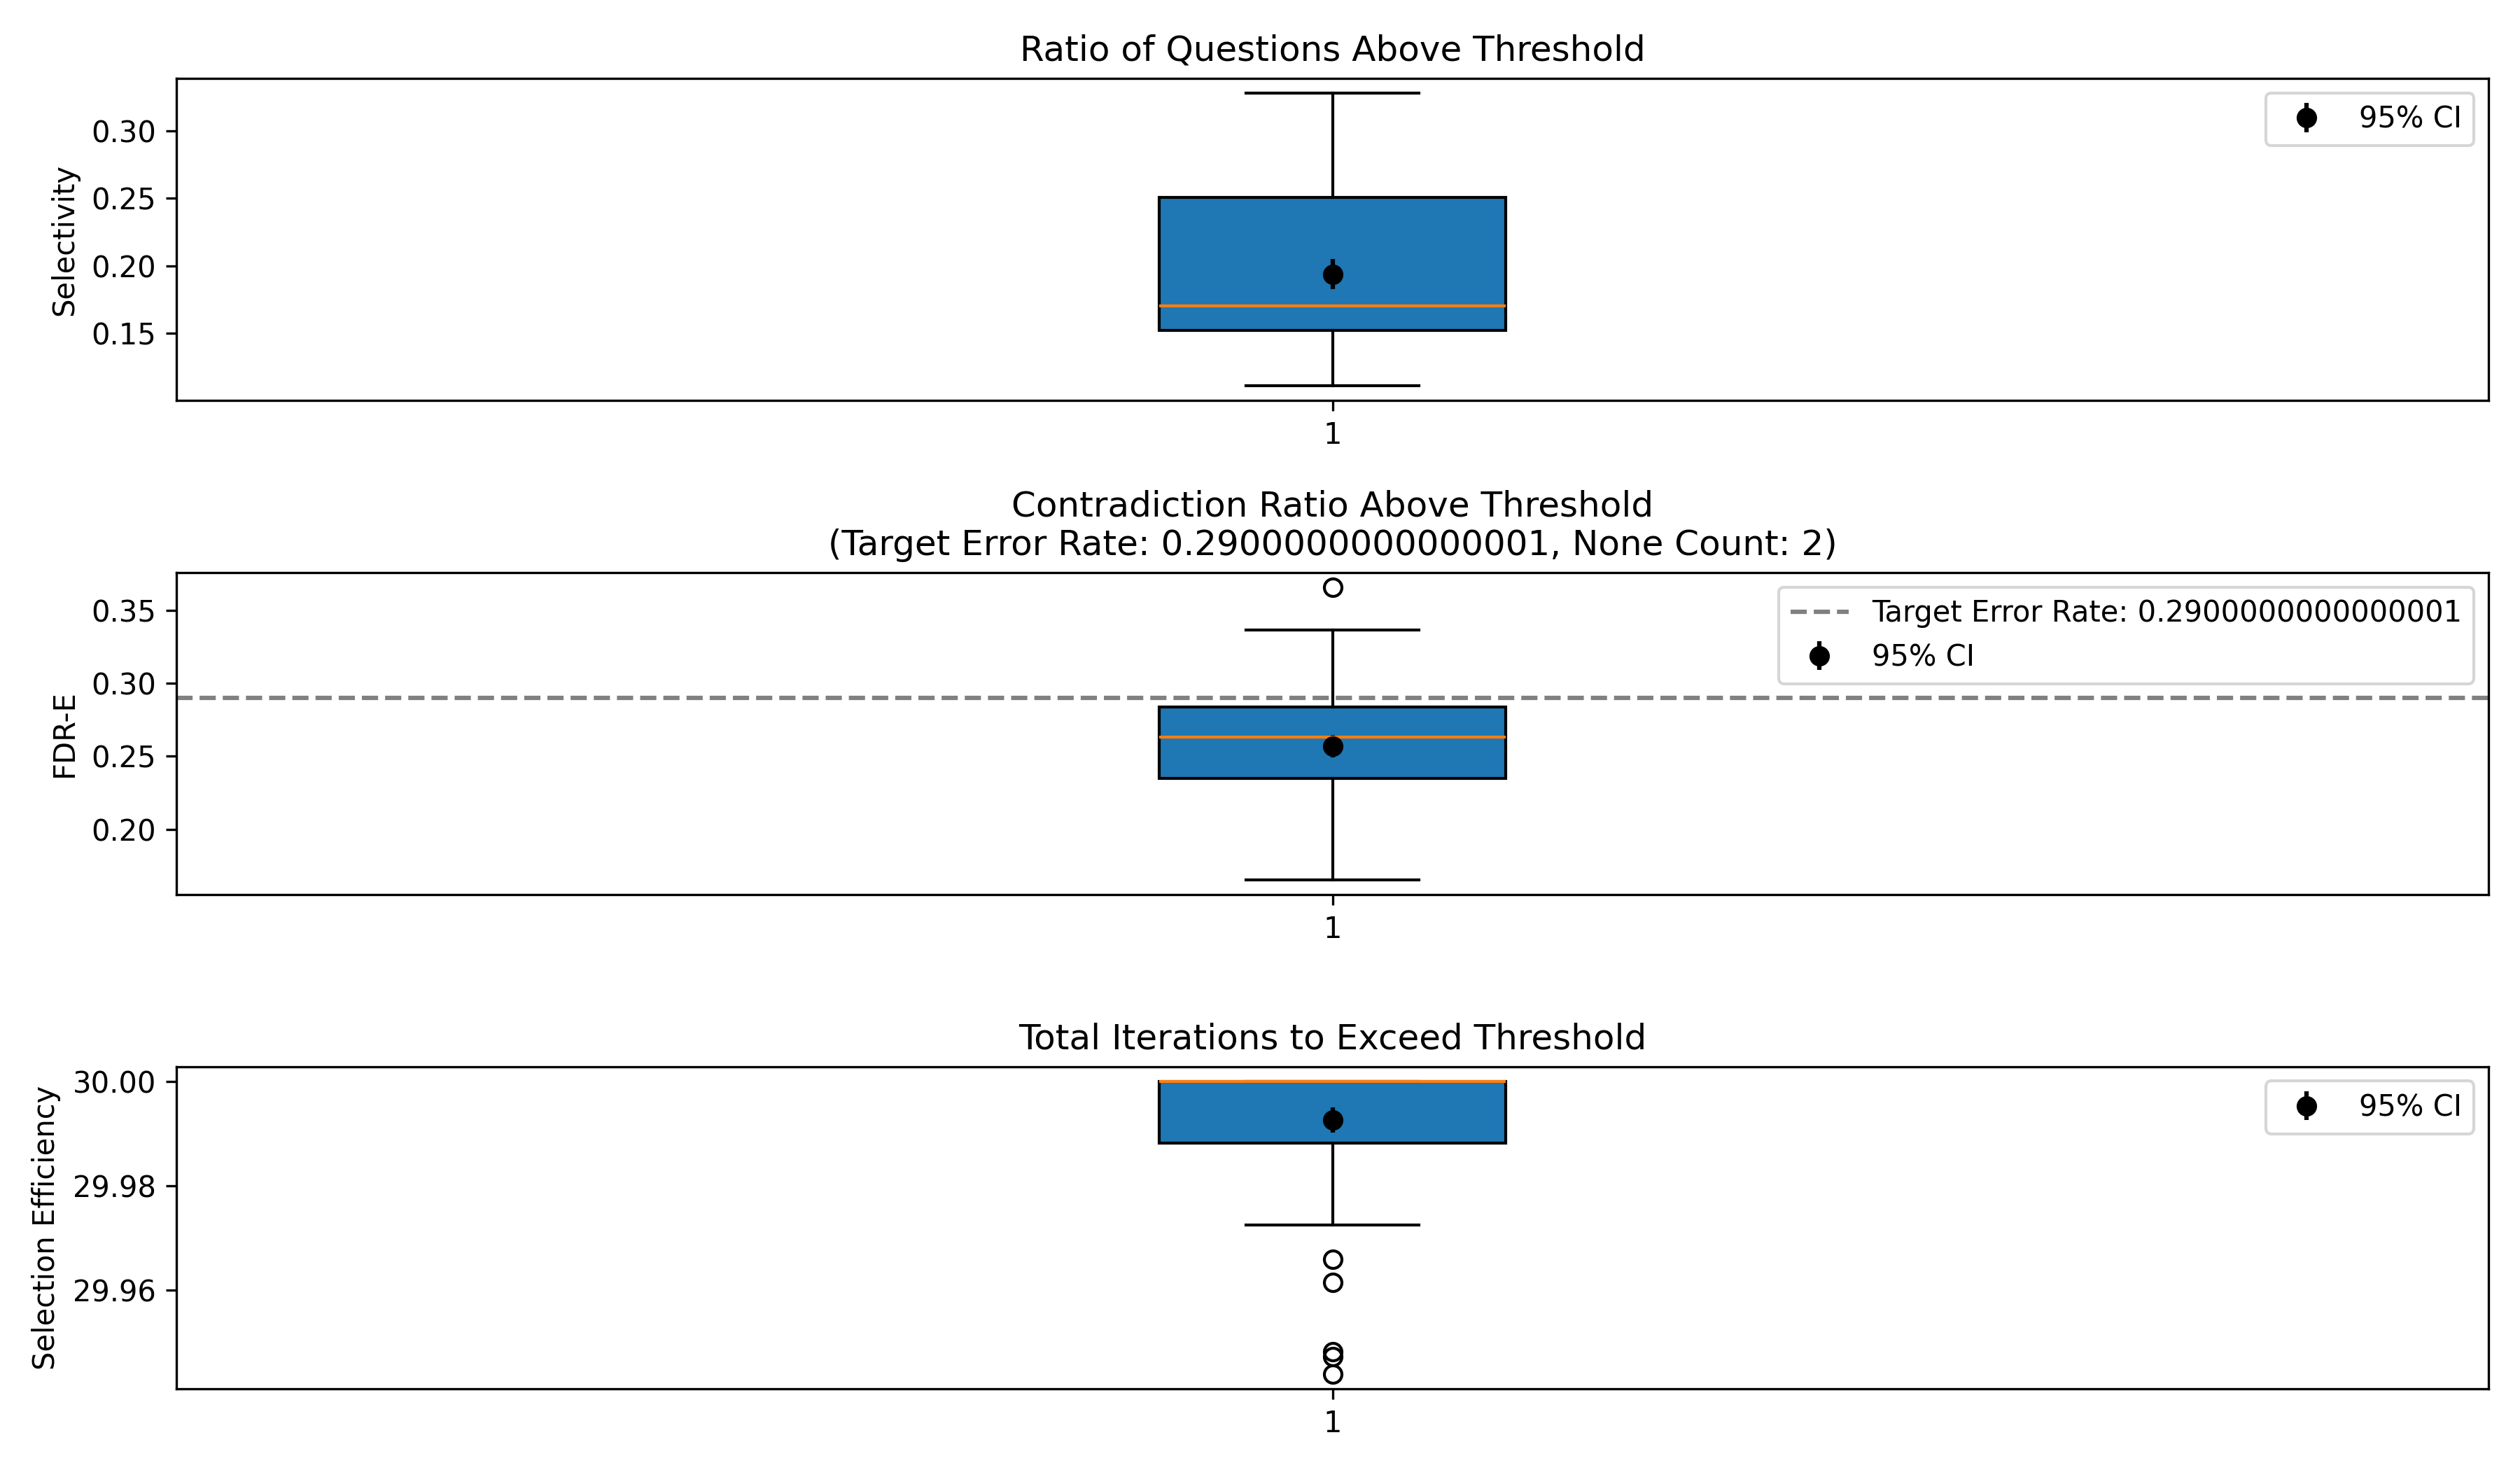 Ratio of Questions Above Threshold
Selectivity
0.30
0.25
0.20
0.15
1
95% CI
Contradiction Ratio Above Threshold
(Target Error Rate: 0.2900000000000001, None Count: 2)
FDR-E
0.35
0.30
0.25
0.20
1
Target Error Rate: 0.2900000000000001
95% CI
Total Iterations to Exceed Threshold
Selection Efficiency
30.00
29.98
29.96
1
95% CI